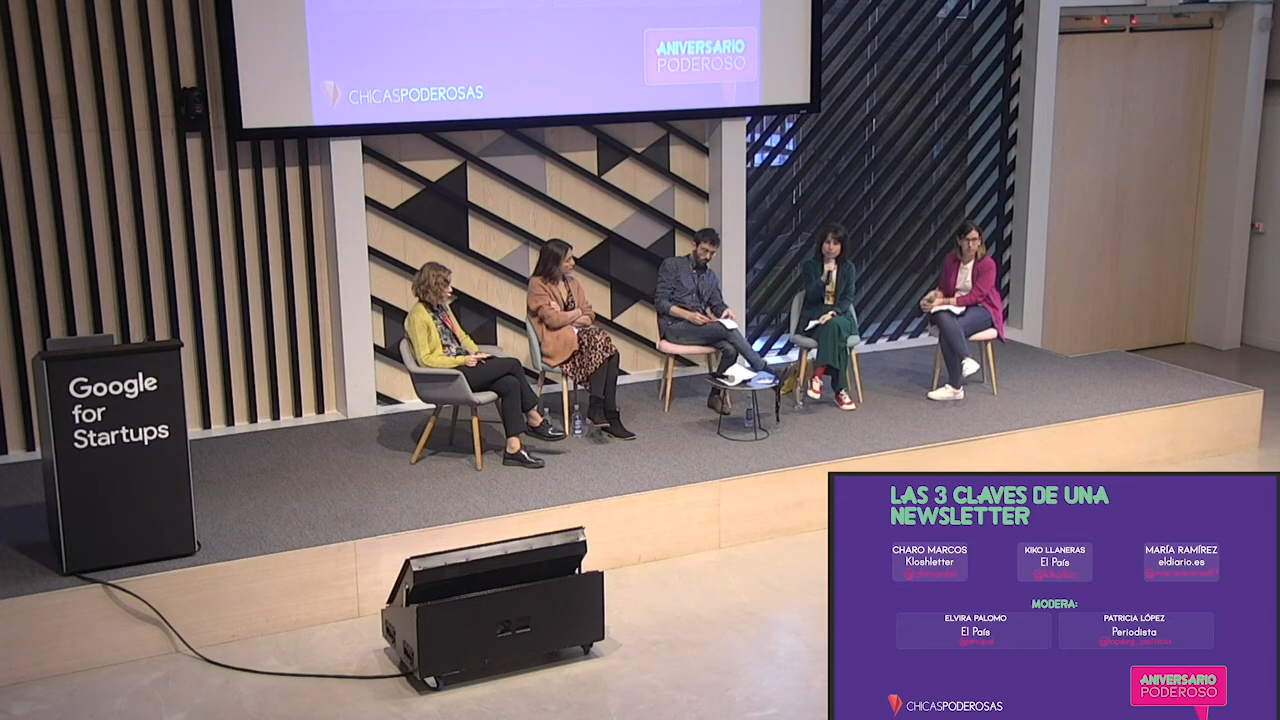 ANIVERSARIO
PODEROSO
CHICASPODEROSAS
Google
for
Startups
LAS 3 CLAVES DE UNA
NEWSLETTER
CHARO MARCOS
Kloshletter
KIKO LLANERAS
El País
MARÍA RAMÍREZ
eldiario.es
MODERA:
ELVIRA PALOMO
El País
PATRICIA LÓPEZ
Periodista
ANIVERSARIO
PODEROSO
CHICASPODEROSAS